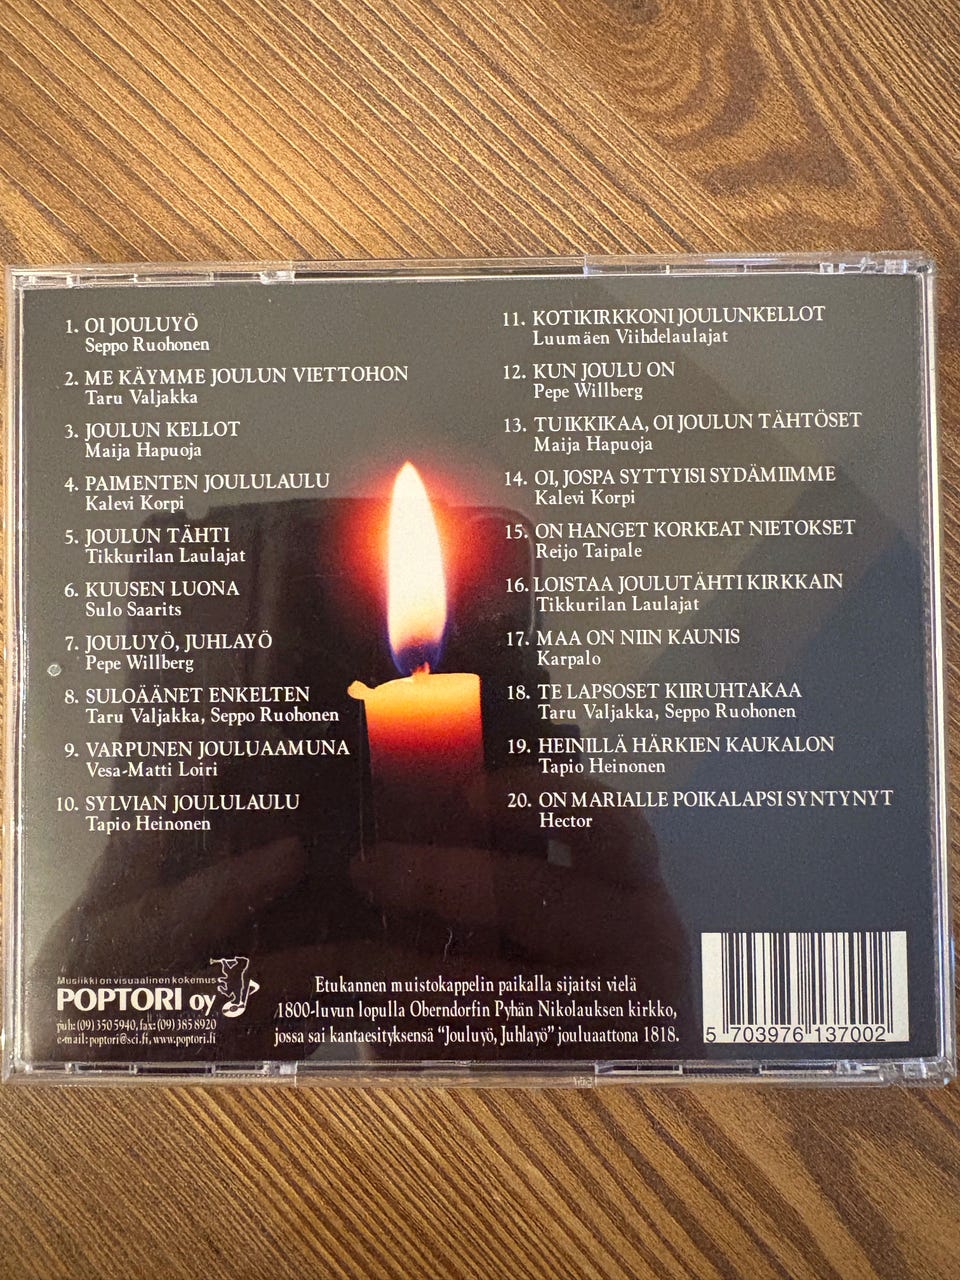 1. OI JOULUYÖ
Seppo Ruohonen
2. ME KÄYMME JOULUN VIETTOHON
Taru Valjakka
3. JOULUN KELLOT
Maija Hapuoja
4. PAIMENTEN JOULULAULU
Kalevi Korpi
5. JOULUN TÄHTI
Tikkurilan Laulajat
6. KUUSEN LUONA
Sulo Saarits
7. JOULUYÖ, JUHLAYÖ
Pepe Willberg
8. SULOÄÄNET ENKELTEN
Taru Valjakka, Seppo Ruohonen
9. VARPUNEN JOULUAAMUNA
Vesa-Matti Loiri
10. SYLVIAN JOULULAULU
Tapio Heinonen
11. KOTIKIRKKONI JOULUNKELLOT
Luumäen Viihdelaulajat
12. KUN JOULU ON
Pepe Willberg
13. TUIKKIKAA, OI JOULUN TÄHTÖSET
Maija Hapuoja
14. OI, JOSPA SYTTYISI SYDÄMIIMME
Kalevi Korpi
15. ON HANGET KORKEAT NIETOKSET
Reijo Taipale
16. LOISTAA JOULUTÄHTI KIRKKAIN
Tikkurilan Laulajat
17. MAA ON NIIN KAUNIS
Karpalo
18. TE LAPSOSET KIIRUHTAKAA
Taru Valjakka, Seppo Ruohonen
19. HEINILLÄ HÄRKIEN KAUKALON
Tapio Heinonen
20. ON MARIALLE POIKALAPSI SYNTYNYT
Hector
Musiikki on visuaalinen kokemus
POPTORI oy
puh: (09) 350 5940, fax: (09) 385 8920
e-mail: poptori@sci.fi, www.poptori.fi
Etukannen muistokappelin paikalla sijaitsi vielä
1800-luvun lopulla Oberndorfin Pyhän Nikolauksen kirkko,
jossa sai kantaesityksensä "Jouluyö, Juhlayö" jouluaattona 1818.
5 703976 137002